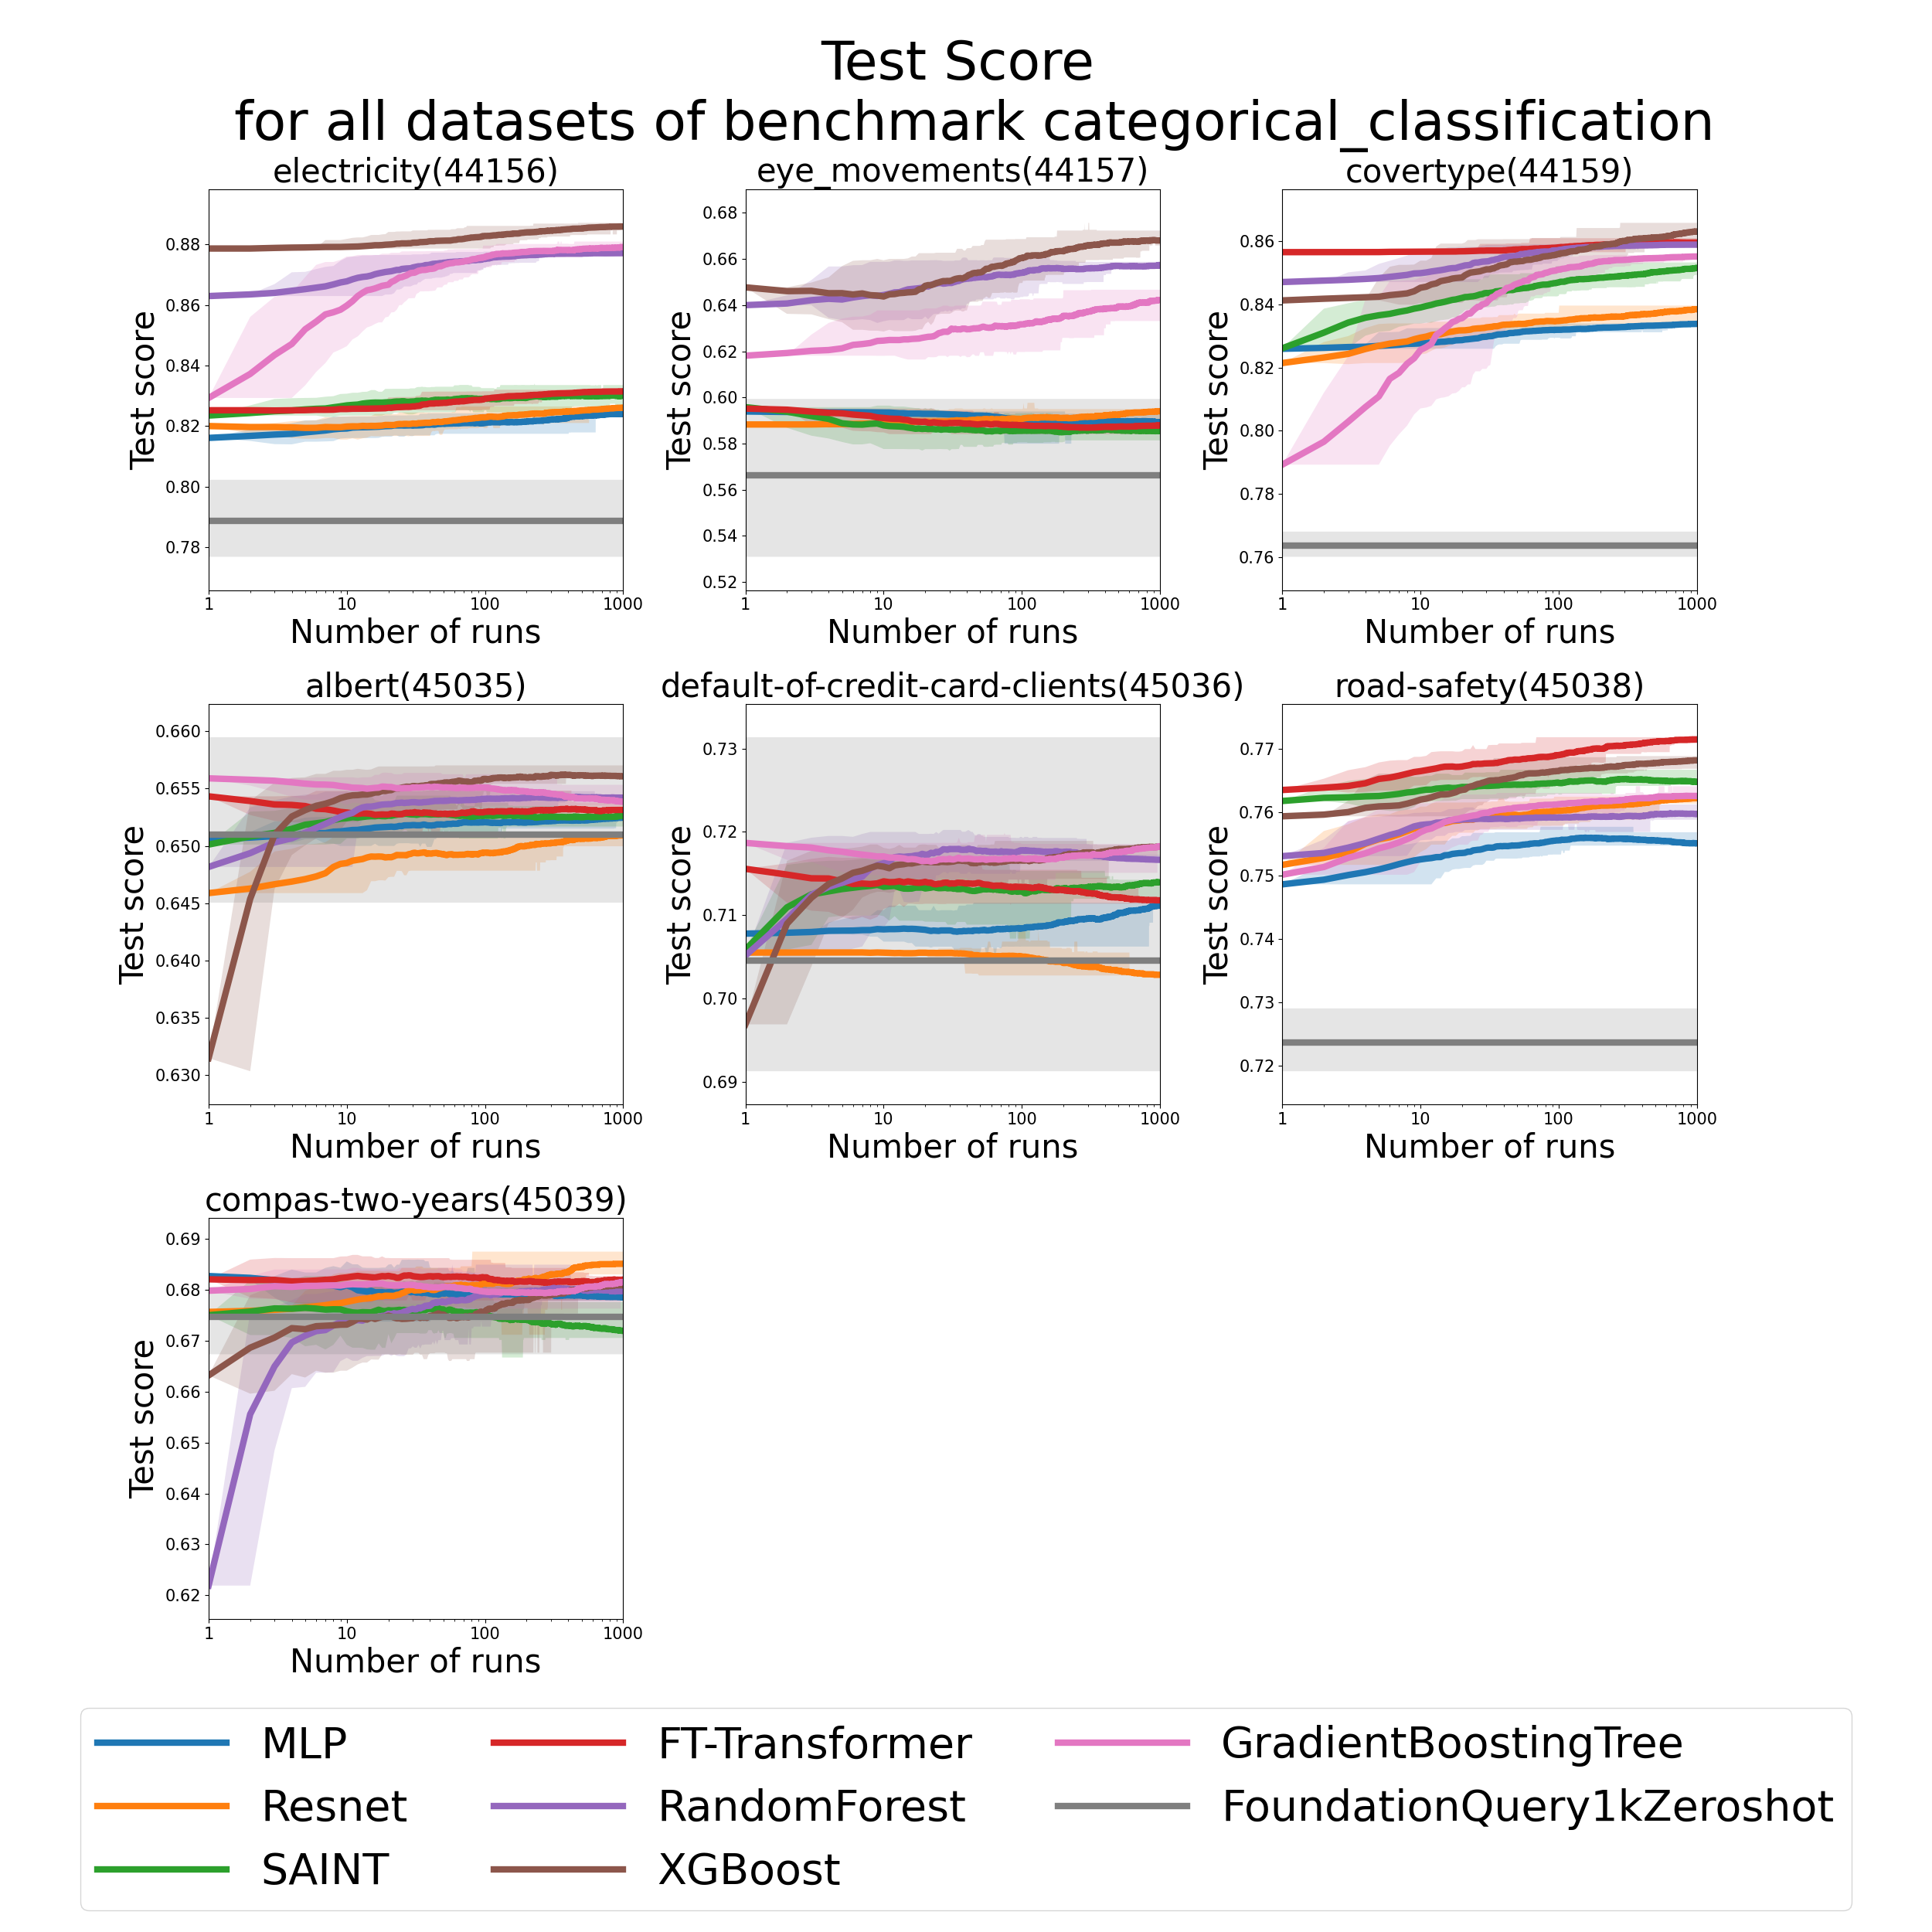 Test Score
for all datasets of benchmark categorical_classification
electricity(44156)
Test score
0.88
0.86
0.84
0.82
0.80
0.78
1 10 100 1000
Number of runs
eye_movements(44157)
Test score
0.68
0.66
0.64
0.62
0.60
0.58
0.56
0.54
0.52
1 10 100 1000
Number of runs
covertype(44159)
Test score
0.86
0.84
0.82
0.80
0.78
0.76
1 10 100 1000
Number of runs
albert(45035)
Test score
0.660
0.655
0.650
0.645
0.640
0.635
0.630
1 10 100 1000
Number of runs
default-of-credit-card-clients(45036)
Test score
0.73
0.72
0.71
0.70
0.69
1 10 100 1000
Number of runs
road-safety(45038)
Test score
0.77
0.76
0.75
0.74
0.73
0.72
1 10 100 1000
Number of runs
compas-two-years(45039)
Test score
0.69
0.68
0.67
0.66
0.65
0.64
0.63
0.62
1 10 100 1000
Number of runs
MLP
Resnet
SAINT
FT-Transformer
RandomForest
XGBoost
GradientBoostingTree
FoundationQuery1kZeroshot